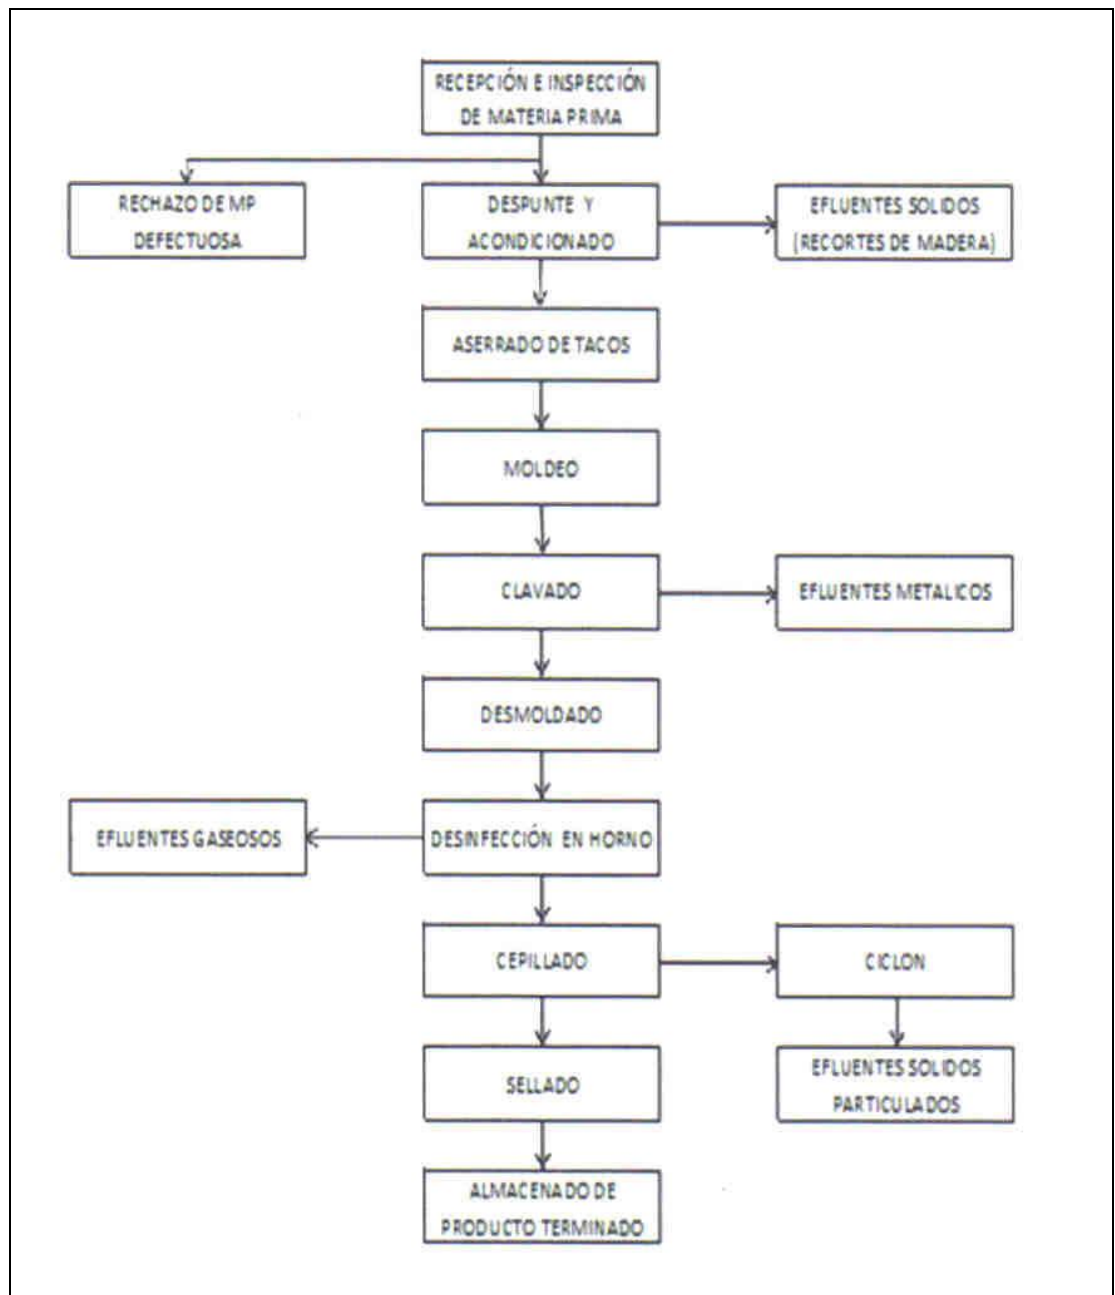 RECEPCIÓN E INSPECCIÓN
DE MATERIA PRIMA
RECHAZO DE MP
DEFECTUOSA
DESPUNTE Y
ACONDICIONADO
EFLUENTES SOLIDOS
(RECORTES DE MADERA)
ASERRADO DE TACOS
MOLDEO
CLAVADO
EFLUENTES METALICOS
DESMOLDADO
EFLUENTES GASEOSOS
DESINFECCIÓN EN HORNO
CEPILLADO
CICLON
SELLADO
EFLUENTES SOLIDOS
PARTICULADOS
ALMACENADO DE
PRODUCTO TERMINADO